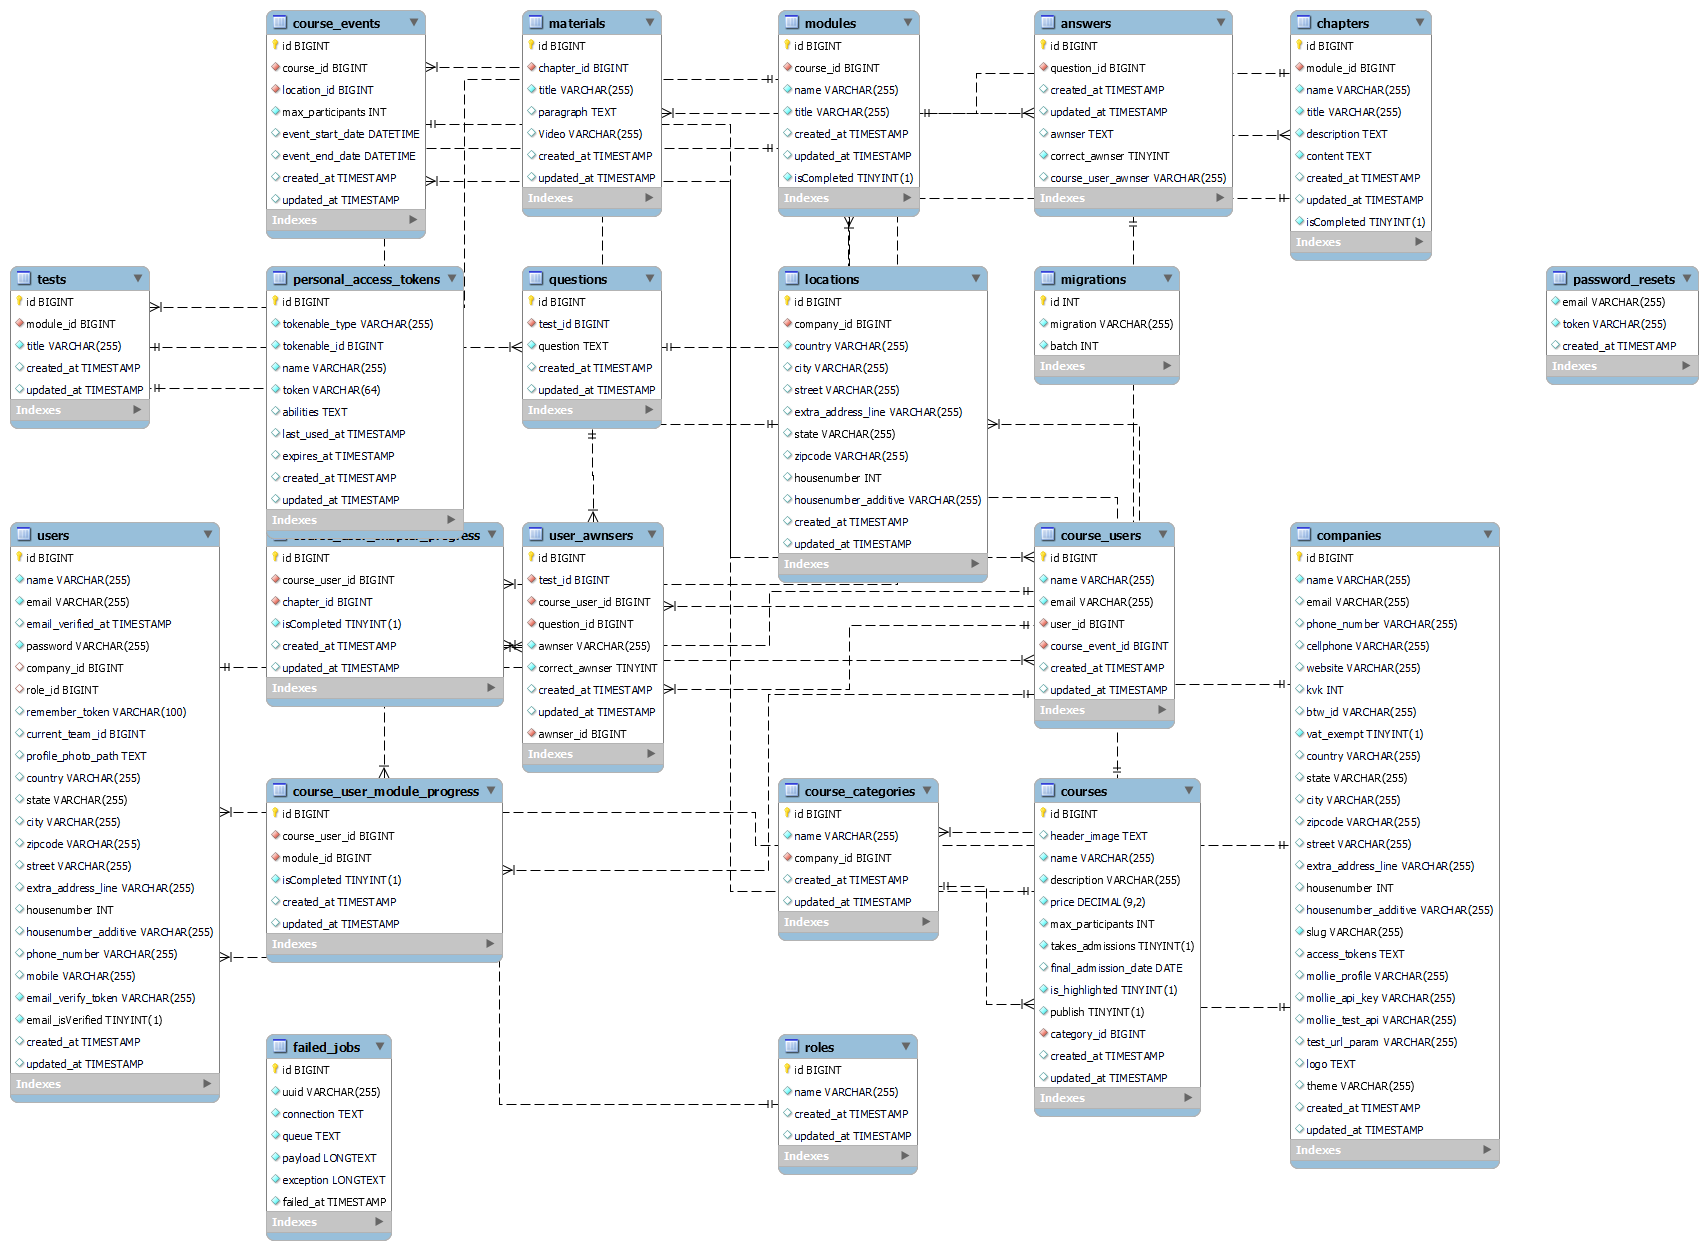 course_events
id BIGINT
course_id BIGINT
location_id BIGINT
max_participants INT
event_start_date DATETIME
event_end_date DATETIME
created_at TIMESTAMP
updated_at TIMESTAMP
Indexes
materials
id BIGINT
chapter_id BIGINT
title VARCHAR(255)
paragraph TEXT
Video VARCHAR(255)
created_at TIMESTAMP
updated_at TIMESTAMP
Indexes
modules
id BIGINT
course_id BIGINT
name VARCHAR(255)
title VARCHAR(255)
created_at TIMESTAMP
updated_at TIMESTAMP
isCompleted TINYINT(1)
Indexes
answers
id BIGINT
question_id BIGINT
created_at TIMESTAMP
updated_at TIMESTAMP
awnser TEXT
correct_awnser TINYINT
course_user_awnser VARCHAR(255)
Indexes
chapters
id BIGINT
module_id BIGINT
name VARCHAR(255)
title VARCHAR(255)
description TEXT
content TEXT
created_at TIMESTAMP
updated_at TIMESTAMP
isCompleted TINYINT(1)
Indexes
tests
id BIGINT
module_id BIGINT
title VARCHAR(255)
created_at TIMESTAMP
updated_at TIMESTAMP
Indexes
personal_access_tokens
id BIGINT
tokenable_type VARCHAR(255)
tokenable_id BIGINT
name VARCHAR(255)
token VARCHAR(64)
abilities TEXT
last_used_at TIMESTAMP
expires_at TIMESTAMP
created_at TIMESTAMP
updated_at TIMESTAMP
Indexes
questions
id BIGINT
test_id BIGINT
question TEXT
created_at TIMESTAMP
updated_at TIMESTAMP
Indexes
locations
id BIGINT
company_id BIGINT
country VARCHAR(255)
city VARCHAR(255)
street VARCHAR(255)
extra_address_line VARCHAR(255)
state VARCHAR(255)
zipcode VARCHAR(255)
housenumber INT
housenumber_additive VARCHAR(255)
created_at TIMESTAMP
updated_at TIMESTAMP
Indexes
migrations
id INT
migration VARCHAR(255)
batch INT
Indexes
password_resets
email VARCHAR(255)
token VARCHAR(255)
created_at TIMESTAMP
Indexes
users
id BIGINT
name VARCHAR(255)
email VARCHAR(255)
email_verified_at TIMESTAMP
password VARCHAR(255)
company_id BIGINT
role_id BIGINT
remember_token VARCHAR(100)
current_team_id BIGINT
profile_photo_path TEXT
country VARCHAR(255)
state VARCHAR(255)
city VARCHAR(255)
zipcode VARCHAR(255)
street VARCHAR(255)
extra_address_line VARCHAR(255)
housenumber INT
housenumber_additive VARCHAR(255)
phone_number VARCHAR(255)
mobile VARCHAR(255)
email_verify_token VARCHAR(255)
email_isVerified TINYINT(1)
created_at TIMESTAMP
updated_at TIMESTAMP
Indexes
course_user_chapter_progress
id BIGINT
course_user_id BIGINT
chapter_id BIGINT
isCompleted TINYINT(1)
created_at TIMESTAMP
updated_at TIMESTAMP
Indexes
user_awnsers
id BIGINT
test_id BIGINT
course_user_id BIGINT
question_id BIGINT
awnser VARCHAR(255)
correct_awnser TINYINT
created_at TIMESTAMP
updated_at TIMESTAMP
awnser_id BIGINT
Indexes
course_users
id BIGINT
name VARCHAR(255)
email VARCHAR(255)
user_id BIGINT
course_event_id BIGINT
created_at TIMESTAMP
updated_at TIMESTAMP
Indexes
companies
id BIGINT
name VARCHAR(255)
email VARCHAR(255)
phone_number VARCHAR(255)
cellphone VARCHAR(255)
website VARCHAR(255)
kvk INT
btw_id VARCHAR(255)
vat_exempt TINYINT(1)
country VARCHAR(255)
state VARCHAR(255)
city VARCHAR(255)
zipcode VARCHAR(255)
street VARCHAR(255)
extra_address_line VARCHAR(255)
housenumber INT
housenumber_additive VARCHAR(255)
slug VARCHAR(255)
access_tokens TEXT
mollie_profile VARCHAR(255)
mollie_api_key VARCHAR(255)
mollie_test_api VARCHAR(255)
test_url_param VARCHAR(255)
logo TEXT
theme VARCHAR(255)
created_at TIMESTAMP
updated_at TIMESTAMP
Indexes
course_user_module_progress
id BIGINT
course_user_id BIGINT
module_id BIGINT
isCompleted TINYINT(1)
created_at TIMESTAMP
updated_at TIMESTAMP
Indexes
course_categories
id BIGINT
name VARCHAR(255)
company_id BIGINT
created_at TIMESTAMP
updated_at TIMESTAMP
Indexes
courses
id BIGINT
header_image TEXT
name VARCHAR(255)
description VARCHAR(255)
price DECIMAL(9,2)
max_participants INT
takes_admissions TINYINT(1)
final_admission_date DATE
is_highlighted TINYINT(1)
publish TINYINT(1)
category_id BIGINT
created_at TIMESTAMP
updated_at TIMESTAMP
Indexes
failed_jobs
id BIGINT
uuid VARCHAR(255)
connection TEXT
queue TEXT
payload LONGTEXT
exception LONGTEXT
failed_at TIMESTAMP
Indexes
roles
id BIGINT
name VARCHAR(255)
created_at TIMESTAMP
updated_at TIMESTAMP
Indexes